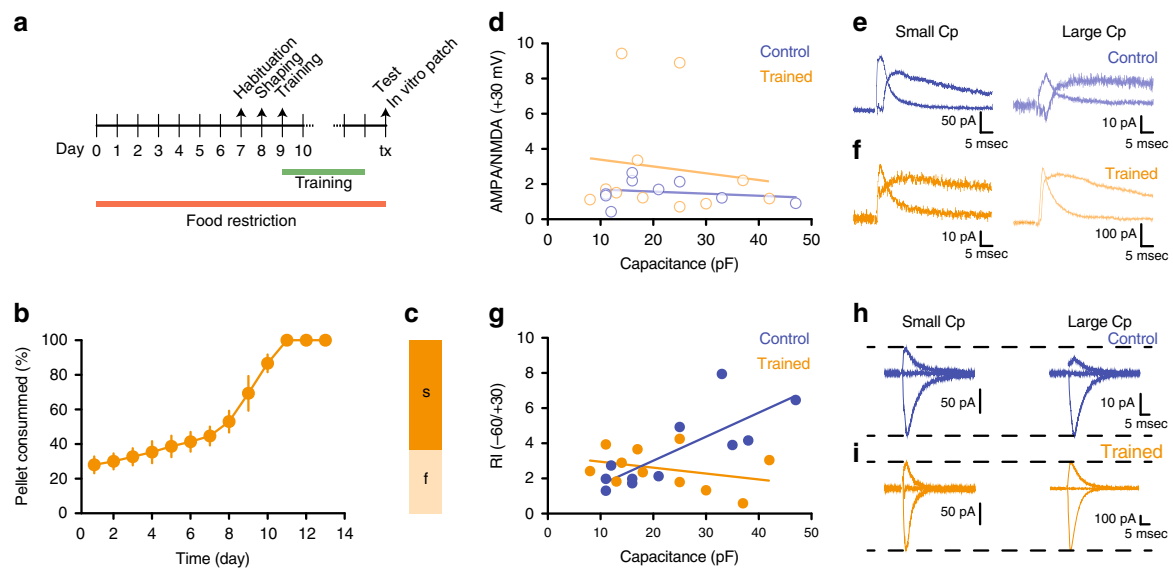 a
Habituation
Shaping
Training
Test
In vitro patch
Day
0 1 2 3 4 5 6 7 8 9 10 tx
Training
Food restriction
b
Pellet consummed (%)
100
80
60
40
20
0
0 2 4 6 8 10 12 14
Time (day)
c
s
f
d
AMPA/NMDA (+30 mV)
10
8
6
4
2
0
0 10 20 30 40 50
Capacitance (pF)
Control
Trained
e
Small Cp Large Cp
Control
50 pA
5 msec
10 pA
5 msec
f
Trained
10 pA
5 msec
100 pA
5 msec
g
RI (–60/+30)
10
8
6
4
2
0
0 10 20 30 40 50
Capacitance (pF)
Control
Trained
h
Small Cp Large Cp
Control
50 pA
10 pA
5 msec
i
Trained
50 pA
100 pA
5 msec